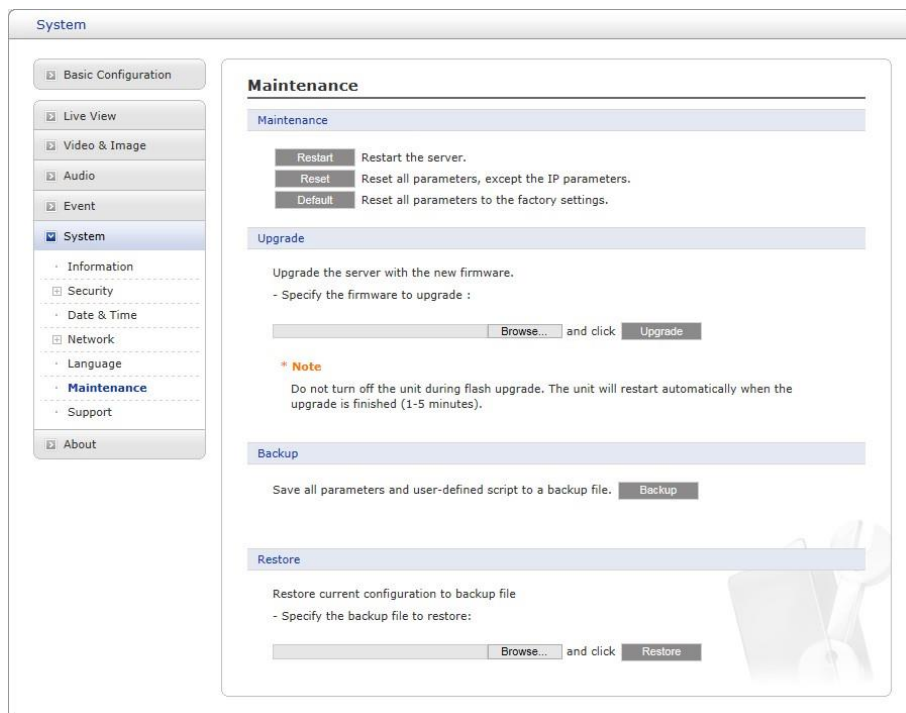 System
Basic Configuration
Live View
Video & Image
Audio
Event
System
Information
Security
Date & Time
Network
Language
Maintenance
Support
About
Maintenance
Maintenance
Restart Restart the server.
Reset Reset all parameters, except the IP parameters.
Default Reset all parameters to the factory settings.
Upgrade
Upgrade the server with the new firmware.
- Specify the firmware to upgrade :
Browse... and click Upgrade
* Note
Do not turn off the unit during flash upgrade. The unit will restart automatically when the
upgrade is finished (1-5 minutes).
Backup
Save all parameters and user-defined script to a backup file. Backup
Restore
Restore current configuration to backup file
- Specify the backup file to restore:
Browse... and click Restore